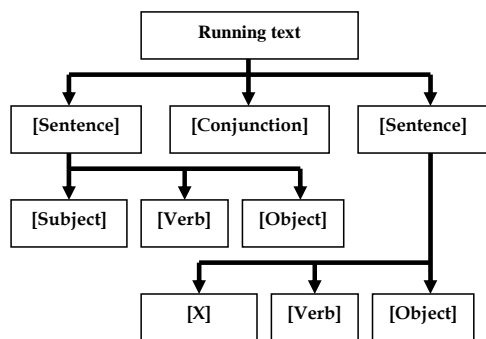 Running text
[Sentence]
[Conjunction]
[Sentence]
[Subject]
[Verb]
[Object]
[X]
[Verb]
[Object]